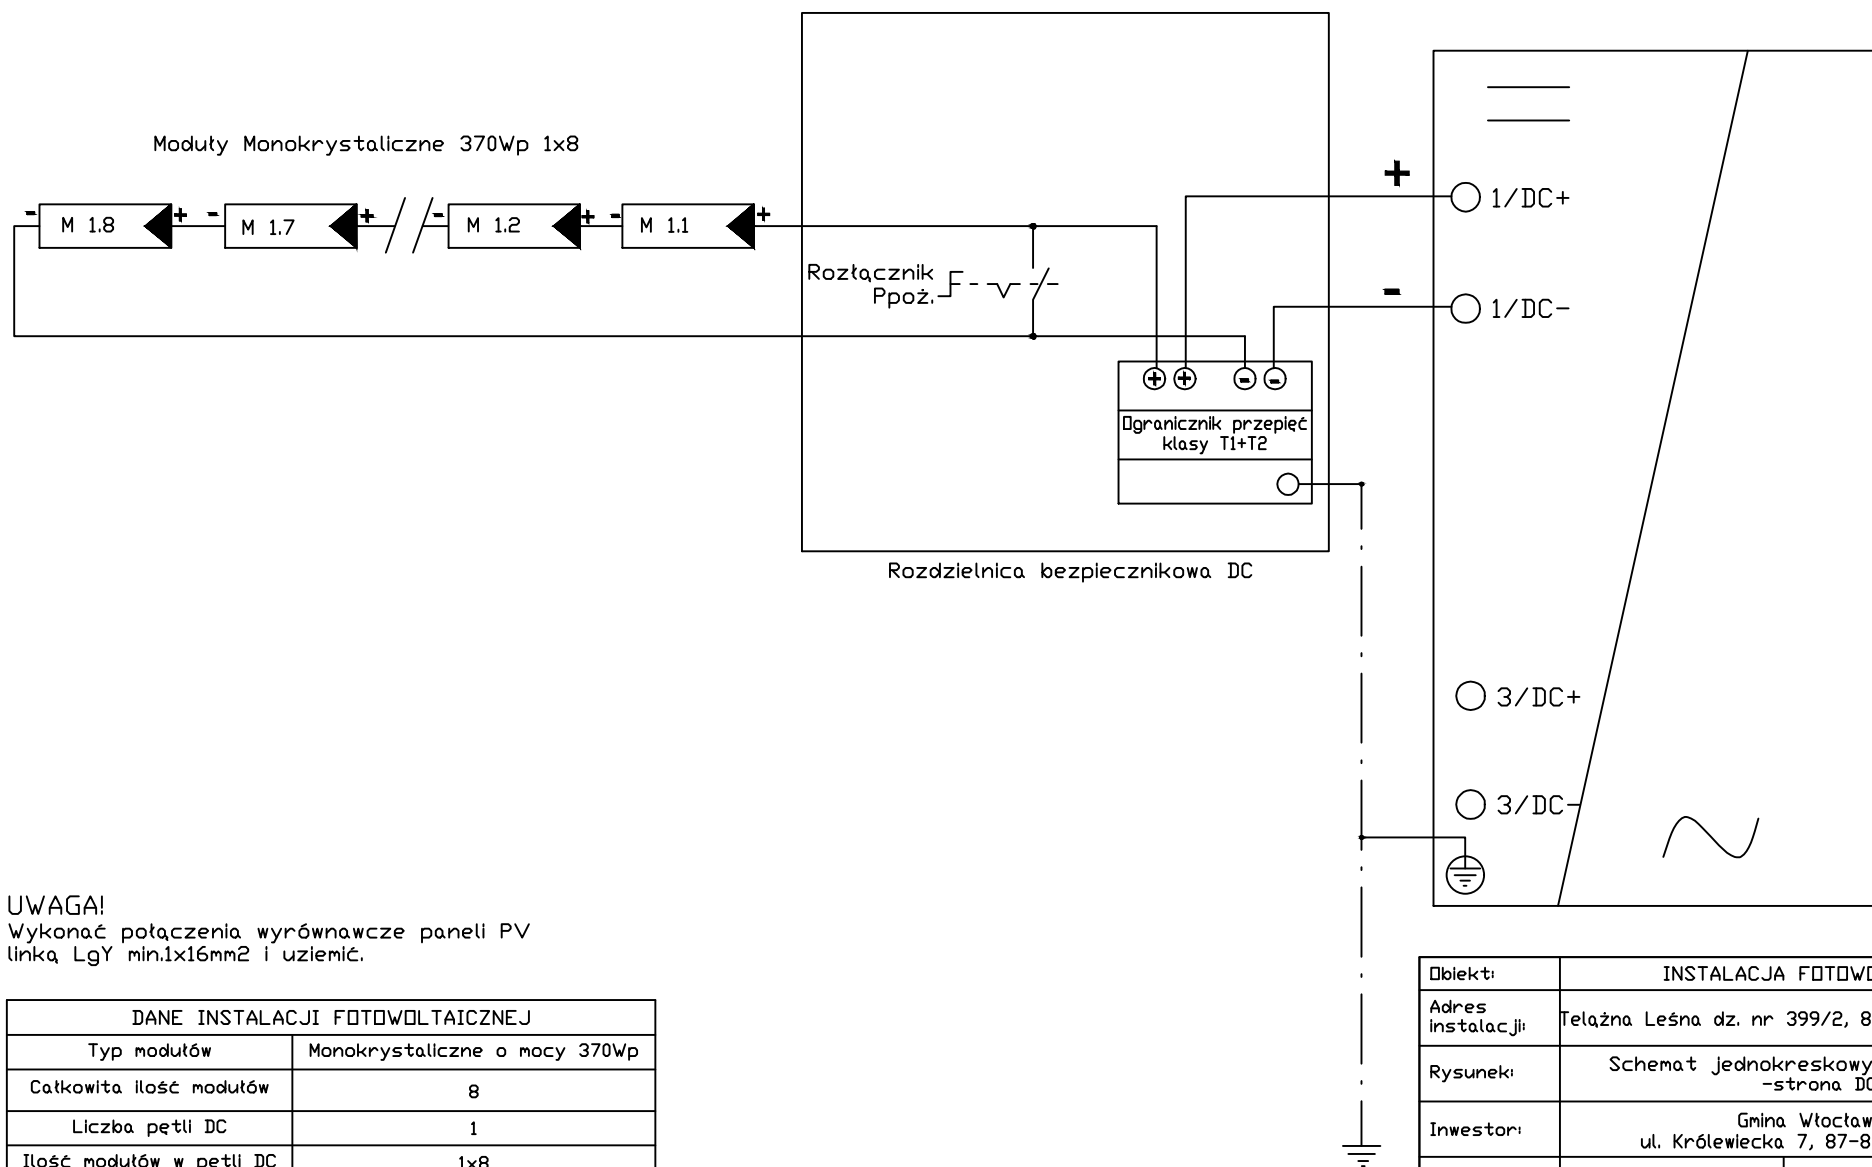 Moduły Monokrystaliczne 370Wp 1x8
- M 1.8 + - M 1.7 + - M 1.2 + - M 1.1 +
Rozłącznik
Ppoż.
+ + - -
Ogranicznik przepięć
klasy T1+T2
Rozdzielnica bezpiecznikowa DC
+ 1/DC+
- 1/DC-
3/DC+
3/DC-
UWAGA!
Wykonać połączenia wyrównawcze paneli PV
linką LgY min.1x16mm2 i uziemić.
DANE INSTALACJI FOTOWOLTAICZNEJ
Typ modułów Monokrystaliczne o mocy 370Wp
Całkowita ilość modułów 8
Liczba pętli DC 1
Ilość modułów w pętli DC 1x8
Obiekt: INSTALACJA FOTOWO
Adres
instalacji: Telążna Leśna dz. nr 399/2, 8
Rysunek: Schemat jednokreskowy
-strona DC
Inwestor: Gmina Włocław
ul. Królewiecka 7, 87-8